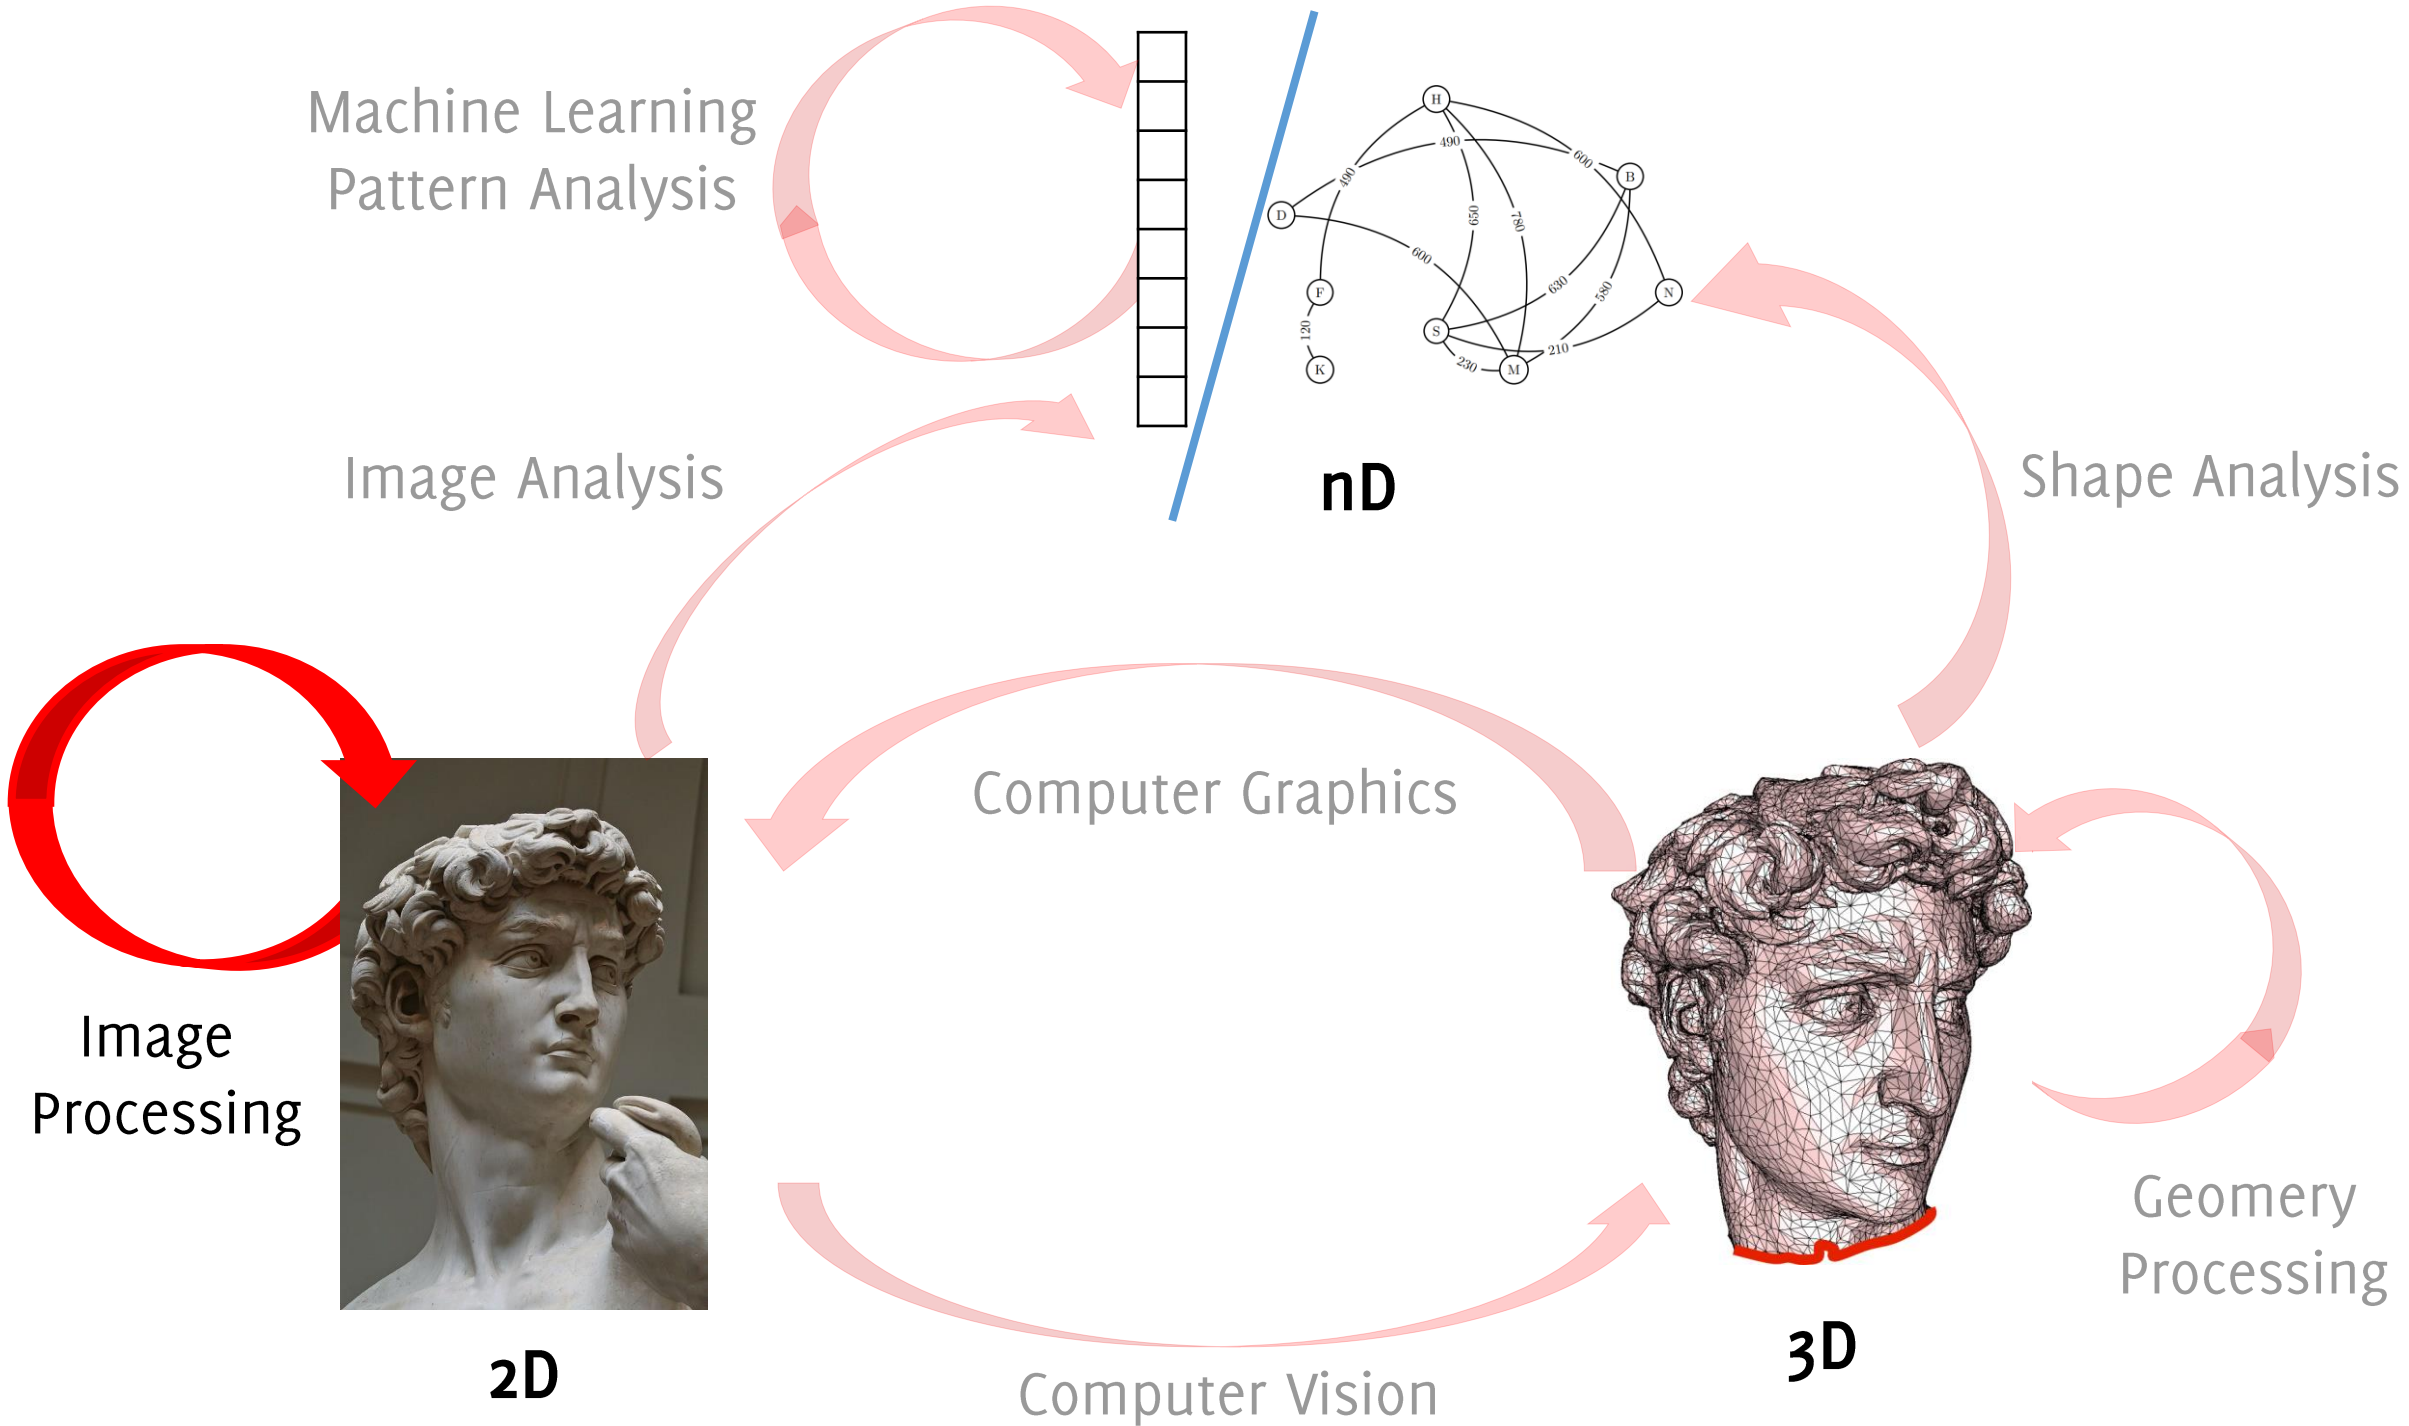 Machine Learning
Pattern Analysis
H
490
600
B
490
D
650
780
600
630
580
F
N
120
S
210
230
K
M
nD
Image Analysis
Shape Analysis
Computer Graphics
Image
Processing
Geomery
Processing
2D
3D
Computer Vision